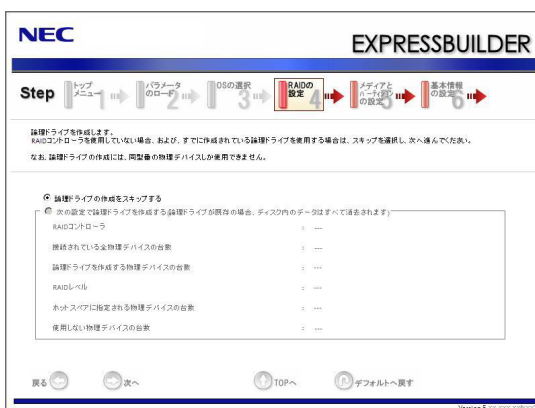 NEC
EXPRESSBUILDER
Step
トップ
メニュー 1
パラメータ
のロード 2
OSの選択
3
RAIDの
設定 4
メディアと
パーティション
の設定 5
基本情報
の設定 6
論理ドライブを作成します。
RAIDコントローラを使用していない場合、および、すでに作成されている論理ドライブを使用する場合は、スキップを選択し、次へ進んでください。
なお、論理ドライブの作成には、同型番の物理デバイスしか使用できません。
論理ドライブの作成をスキップする
次の設定で論理ドライブを作成する(論理ドライブが既存の場合、ディスク内のデータはすべて消去されます)
RAIDコントローラ : ---
接続されている全物理デバイスの台数 : ---
論理ドライブを作成する物理デバイスの台数 : ---
RAIDレベル : ---
ホットスペアに指定される物理デバイスの台数 : ---
使用しない物理デバイスの台数 : ---
戻る
次へ
TOPへ
デフォルトへ戻す
Version 5